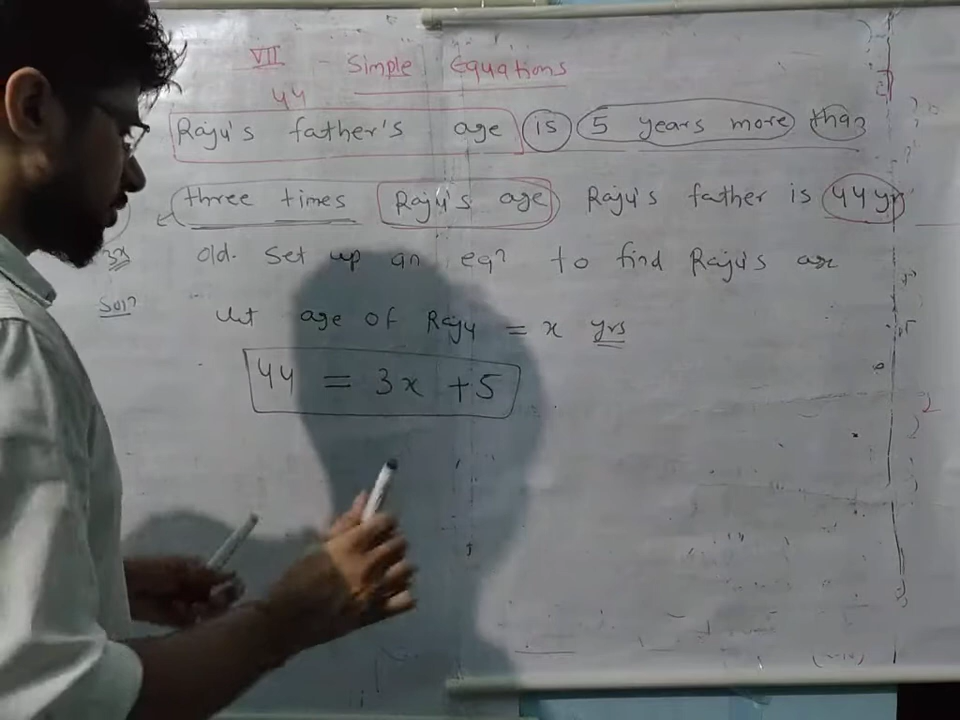 VII - Simple Equations
44
Raju's father's age is 5 years more than
three times Raju's age Raju's father is 44 yr
3x old. Set up an eqn to find Raju's age
Soln Let age of Raju = x yrs
44 = 3x + 5